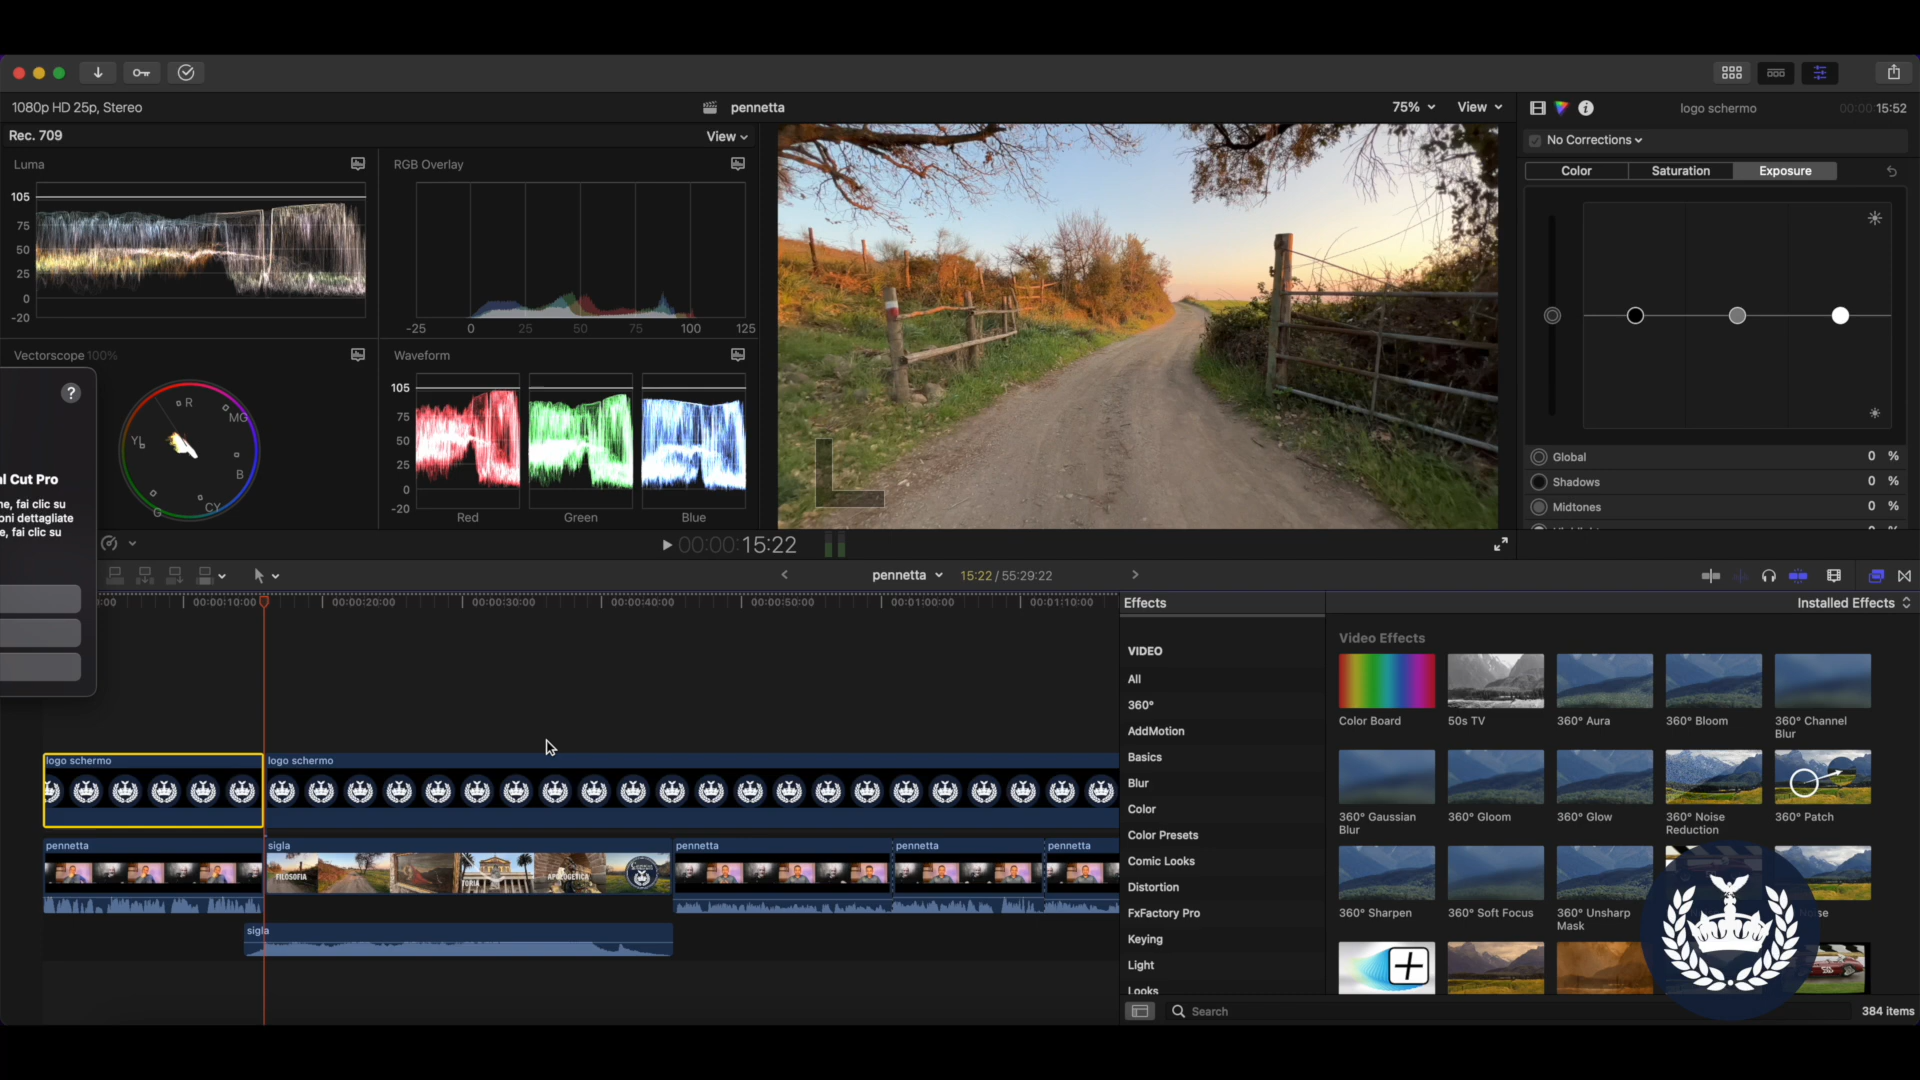 1080p HD 25p, Stereo
pennetta
75%
View
logo schermo
00:00:15:52
Rec. 709
View
No Corrections
Luma
RGB Overlay
Color
Saturation
Exposure
105
75
50
25
0
-20
-25
0
25
50
75
100
125
Vectorscope 100%
Waveform
R
MG
B
CY
G
YL
105
75
50
25
0
-20
Red
Green
Blue
?
l Cut Pro
ne, fai clic su
oni dettagliate
e, fai clic su
Global
0 %
Shadows
0 %
Midtones
0 %
00:00:15:22
pennetta
15:22 / 55:29:22
00:00:10:00
00:00:20:00
00:00:30:00
00:00:40:00
00:00:50:00
00:01:00:00
00:01:10:00
Effects
Installed Effects
VIDEO
All
360°
AddMotion
Basics
Blur
Color
Color Presets
Comic Looks
Distortion
FxFactory Pro
Keying
Light
Looks
Video Effects
Color Board
50s TV
360° Aura
360° Bloom
360° Channel
Blur
360° Gaussian
Blur
360° Gloom
360° Glow
360° Noise
Reduction
360° Patch
360° Sharpen
360° Soft Focus
360° Unsharp
Mask
logo schermo
logo schermo
pennetta
sigla
pennetta
pennetta
pennetta
FILOSOFIA
TORIA
APOLOGETICA
sigla
Search
384 items